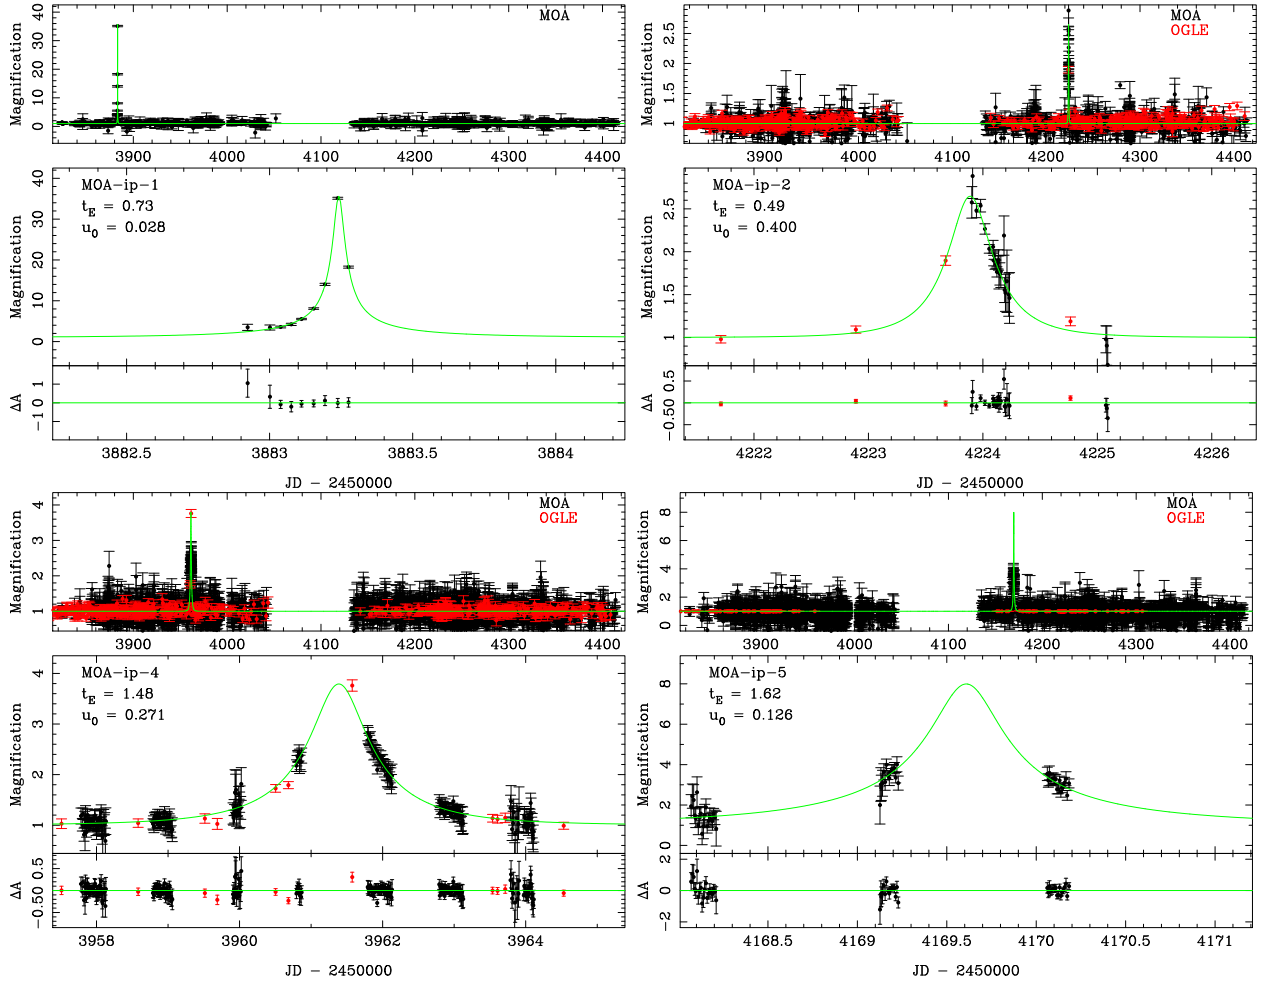 MOA
Magnification
0 10 20 30 40
3900 4000 4100 4200 4300 4400
MOA-ip-1
t_E = 0.73
u_0 = 0.028
Magnification
0 10 20 30 40
ΔA
-1 0 1
3882.5 3883 3883.5 3884
JD - 2450000
MOA
OGLE
Magnification
1 1.5 2 2.5
3900 4000 4100 4200 4300 4400
MOA-ip-2
t_E = 0.49
u_0 = 0.400
Magnification
1 1.5 2 2.5
ΔA
-0.5 0 0.5
4222 4223 4224 4225 4226
JD - 2450000
MOA
OGLE
Magnification
1 2 3 4
3900 4000 4100 4200 4300 4400
MOA-ip-4
t_E = 1.48
u_0 = 0.271
Magnification
1 2 3 4
ΔA
-0.5 0 0.5
3958 3960 3962 3964
JD - 2450000
MOA
OGLE
Magnification
0 2 4 6 8
3900 4000 4100 4200 4300 4400
MOA-ip-5
t_E = 1.62
u_0 = 0.126
Magnification
0 2 4 6 8
ΔA
-2 0 2
4168.5 4169 4169.5 4170 4170.5 4171
JD - 2450000